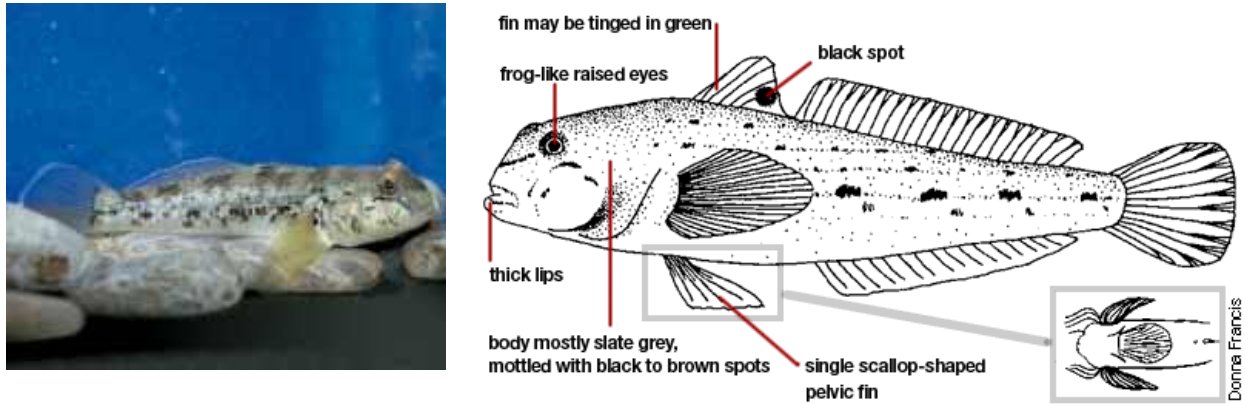 fin may be tinged in green
black spot
frog-like raised eyes
thick lips
body mostly slate grey,
mottled with black to brown spots
single scallop-shaped
pelvic fin
Donna Francis